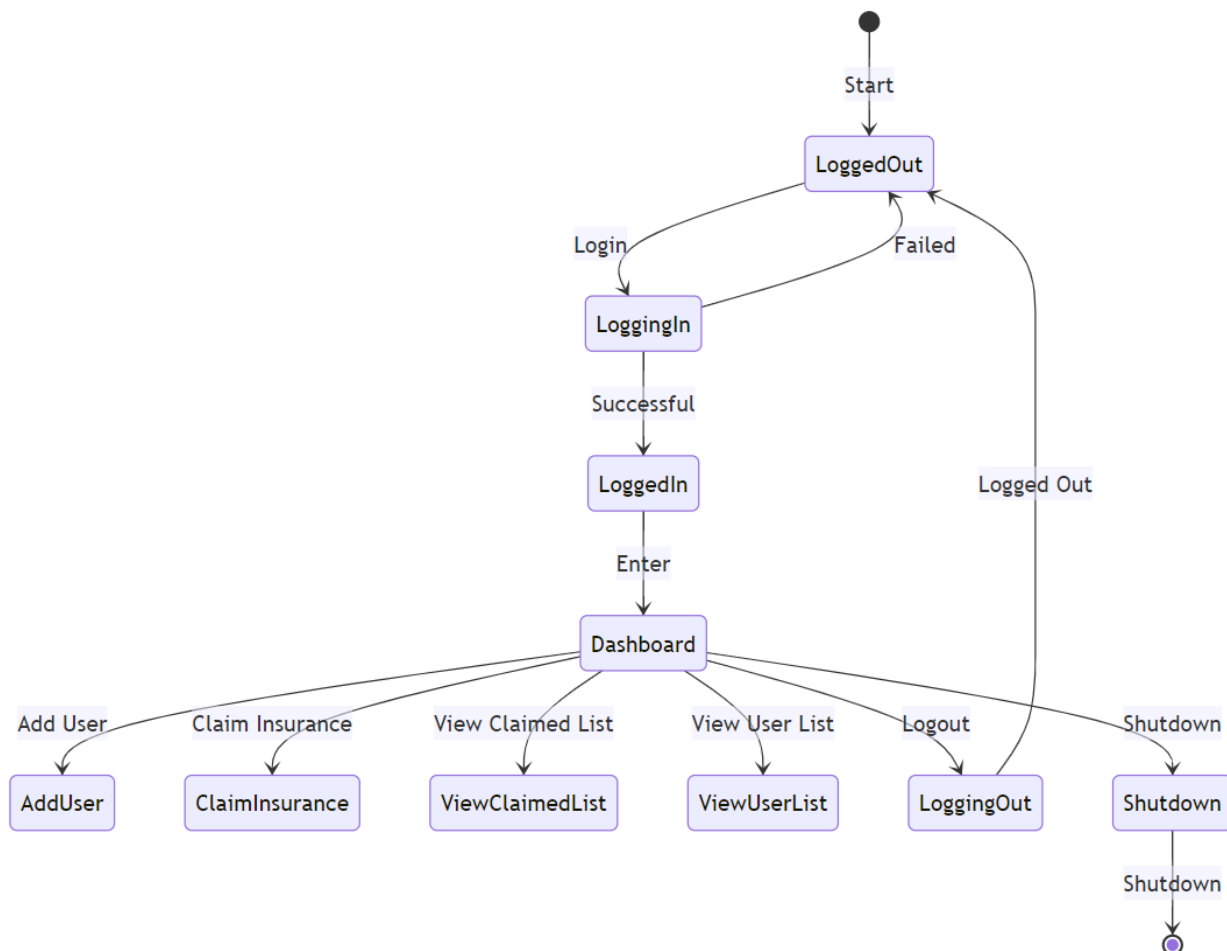 Start
LoggedOut
Login
Failed
LoggingIn
Successful
LoggedIn
Logged Out
Enter
Dashboard
Add User
Claim Insurance
View Claimed List
View User List
Logout
Shutdown
AddUser
ClaimInsurance
ViewClaimedList
ViewUserList
LoggingOut
Shutdown
Shutdown